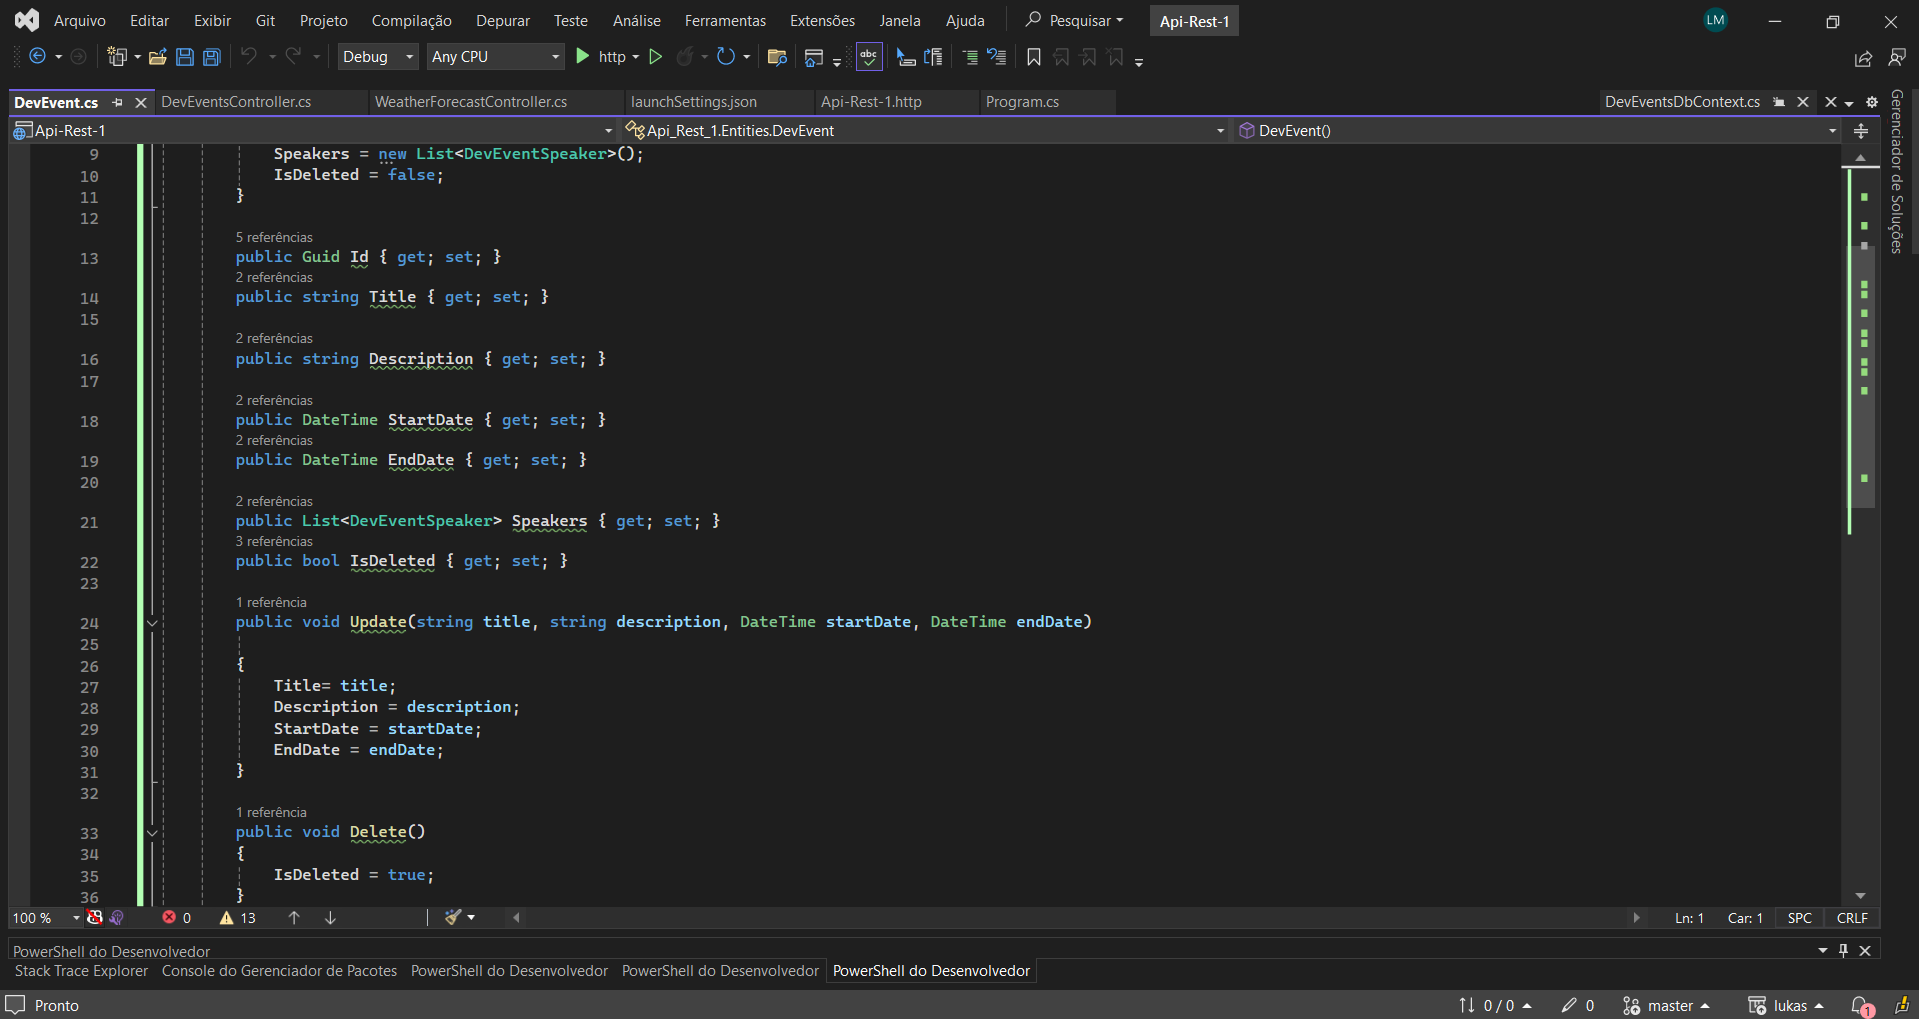 Arquivo Editar Exibir Git Projeto Compilação Depurar Teste Análise Ferramentas Extensões Janela Ajuda Pesquisar Api-Rest-1 LM
Debug Any CPU http abc
DevEvent.cs DevEventsController.cs WeatherForecastController.cs launchSettings.json Api-Rest-1.http Program.cs DevEventsDbContext.cs
Api-Rest-1 Api_Rest_1.Entities.DevEvent DevEvent()
Gerenciador de Soluções
9 Speakers = new List<DevEventSpeaker>();
10 IsDeleted = false;
11 }
12
5 referências
13 public Guid Id { get; set; }
2 referências
14 public string Title { get; set; }
15
2 referências
16 public string Description { get; set; }
17
2 referências
18 public DateTime StartDate { get; set; }
2 referências
19 public DateTime EndDate { get; set; }
20
2 referências
21 public List<DevEventSpeaker> Speakers { get; set; }
3 referências
22 public bool IsDeleted { get; set; }
23
1 referência
24 public void Update(string title, string description, DateTime startDate, DateTime endDate)
25
26 {
27 Title= title;
28 Description = description;
29 StartDate = startDate;
30 EndDate = endDate;
31 }
32
1 referência
33 public void Delete()
34 {
35 IsDeleted = true;
36 }
100 % 0 13 Ln: 1 Car: 1 SPC CRLF
PowerShell do Desenvolvedor
Stack Trace Explorer Console do Gerenciador de Pacotes PowerShell do Desenvolvedor PowerShell do Desenvolvedor PowerShell do Desenvolvedor
Pronto 0 / 0 0 master lukas 1